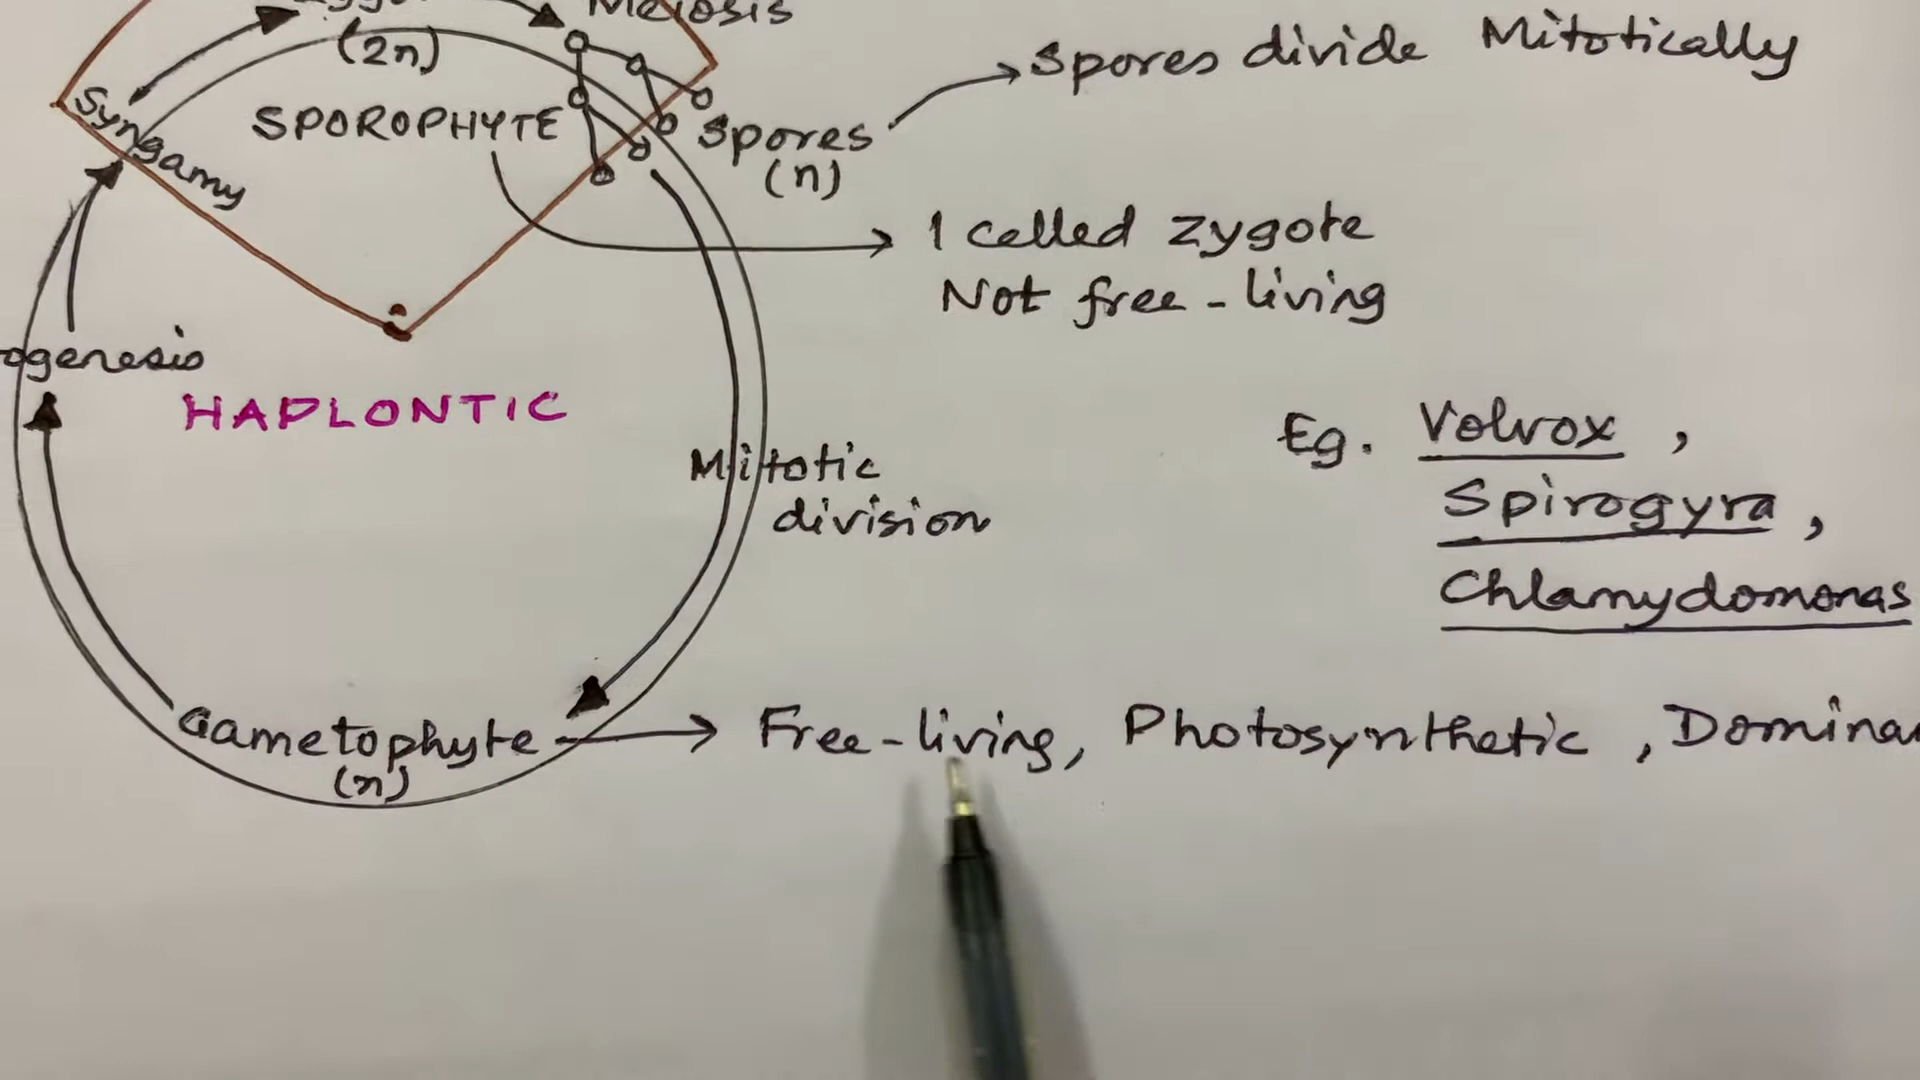 Meiosis
(2n)
Spores divide Mitotically
Syngamy
SPOROPHYTE
Spores
(n)
1 celled zygote
Not free-living
ogenesis
HAPLONTIC
Eg. Volvox,
Spirogyra,
Chlamydomonas
Mitotic
division
Gametophyte
(n)
Free-living, Photosynthetic, Domina